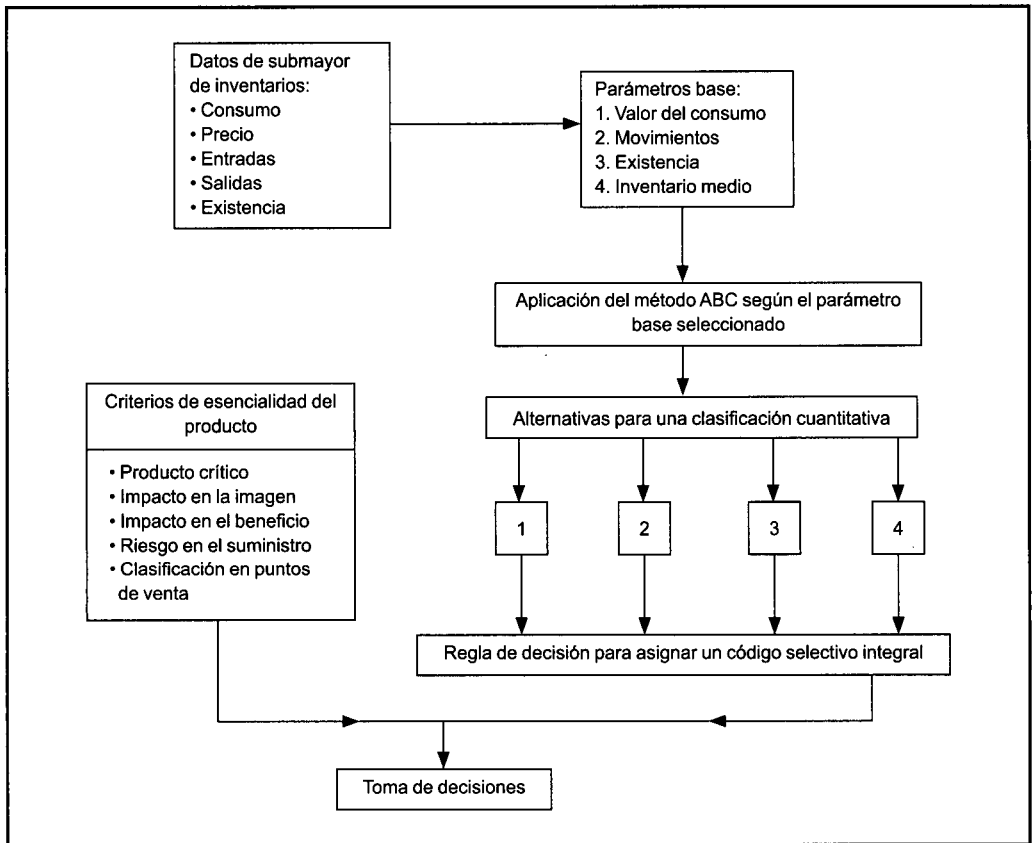 Datos de submayor
de inventarios:
• Consumo
• Precio
• Entradas
• Salidas
• Existencia
Parámetros base:
1. Valor del consumo
2. Movimientos
3. Existencia
4. Inventario medio
Aplicación del método ABC según el parámetro
base seleccionado
Alternativas para una clasificación cuantitativa
1
2
3
4
Regla de decisión para asignar un código selectivo integral
Criterios de esencialidad del
producto
• Producto crítico
• Impacto en la imagen
• Impacto en el beneficio
• Riesgo en el suministro
• Clasificación en puntos
de venta
Toma de decisiones